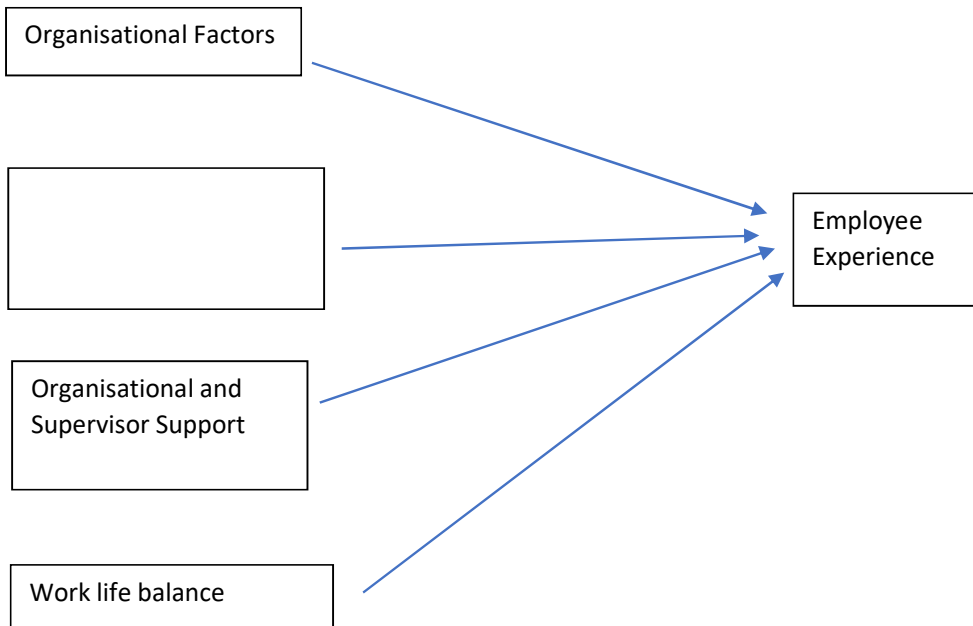 Organisational Factors
Employee
Experience
Organisational and
Supervisor Support
Work life balance